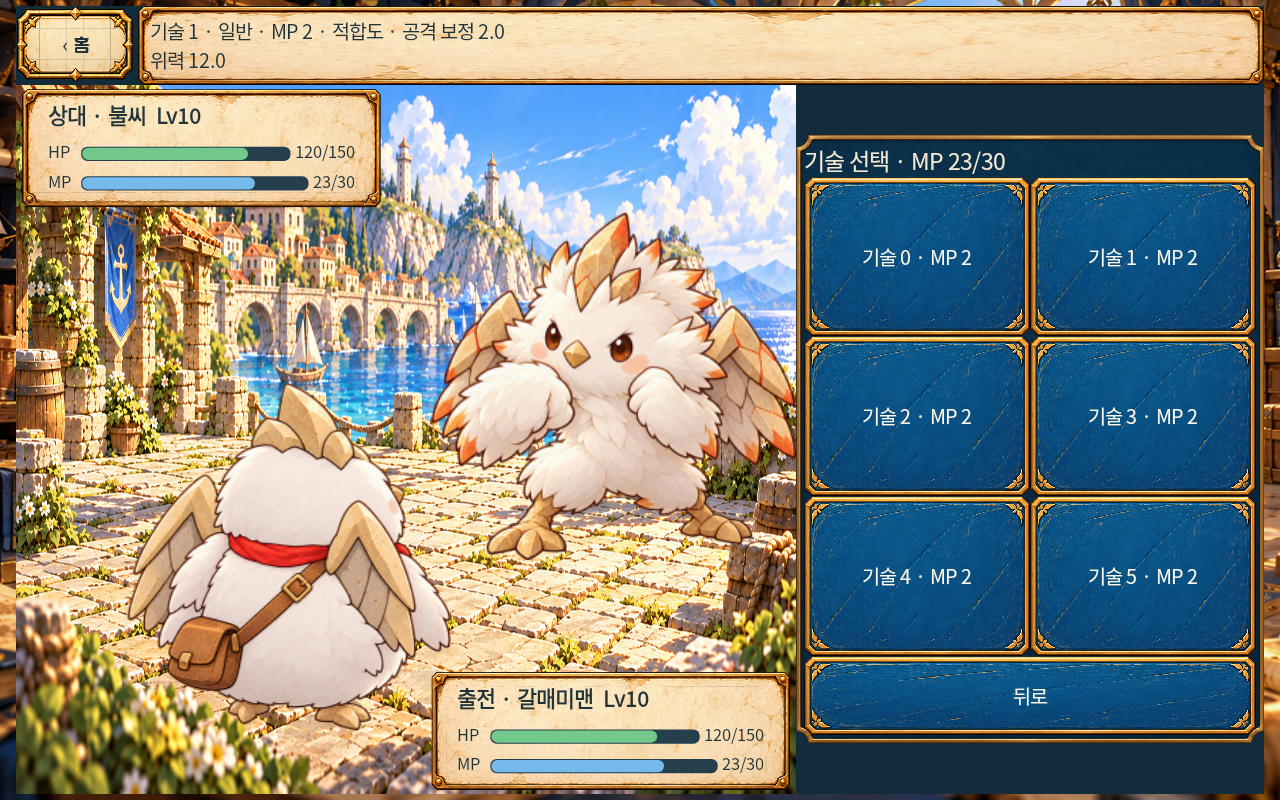 ‹ 홈
기술 1 · 일반 · MP 2 · 적합도 · 공격 보정 2.0
위력 12.0
상대 · 불씨 Lv10
HP 120/150
MP 23/30
기술 선택 · MP 23/30
기술 0 · MP 2
기술 1 · MP 2
기술 2 · MP 2
기술 3 · MP 2
기술 4 · MP 2
기술 5 · MP 2
뒤로
출전 · 갈매미맨 Lv10
HP 120/150
MP 23/30